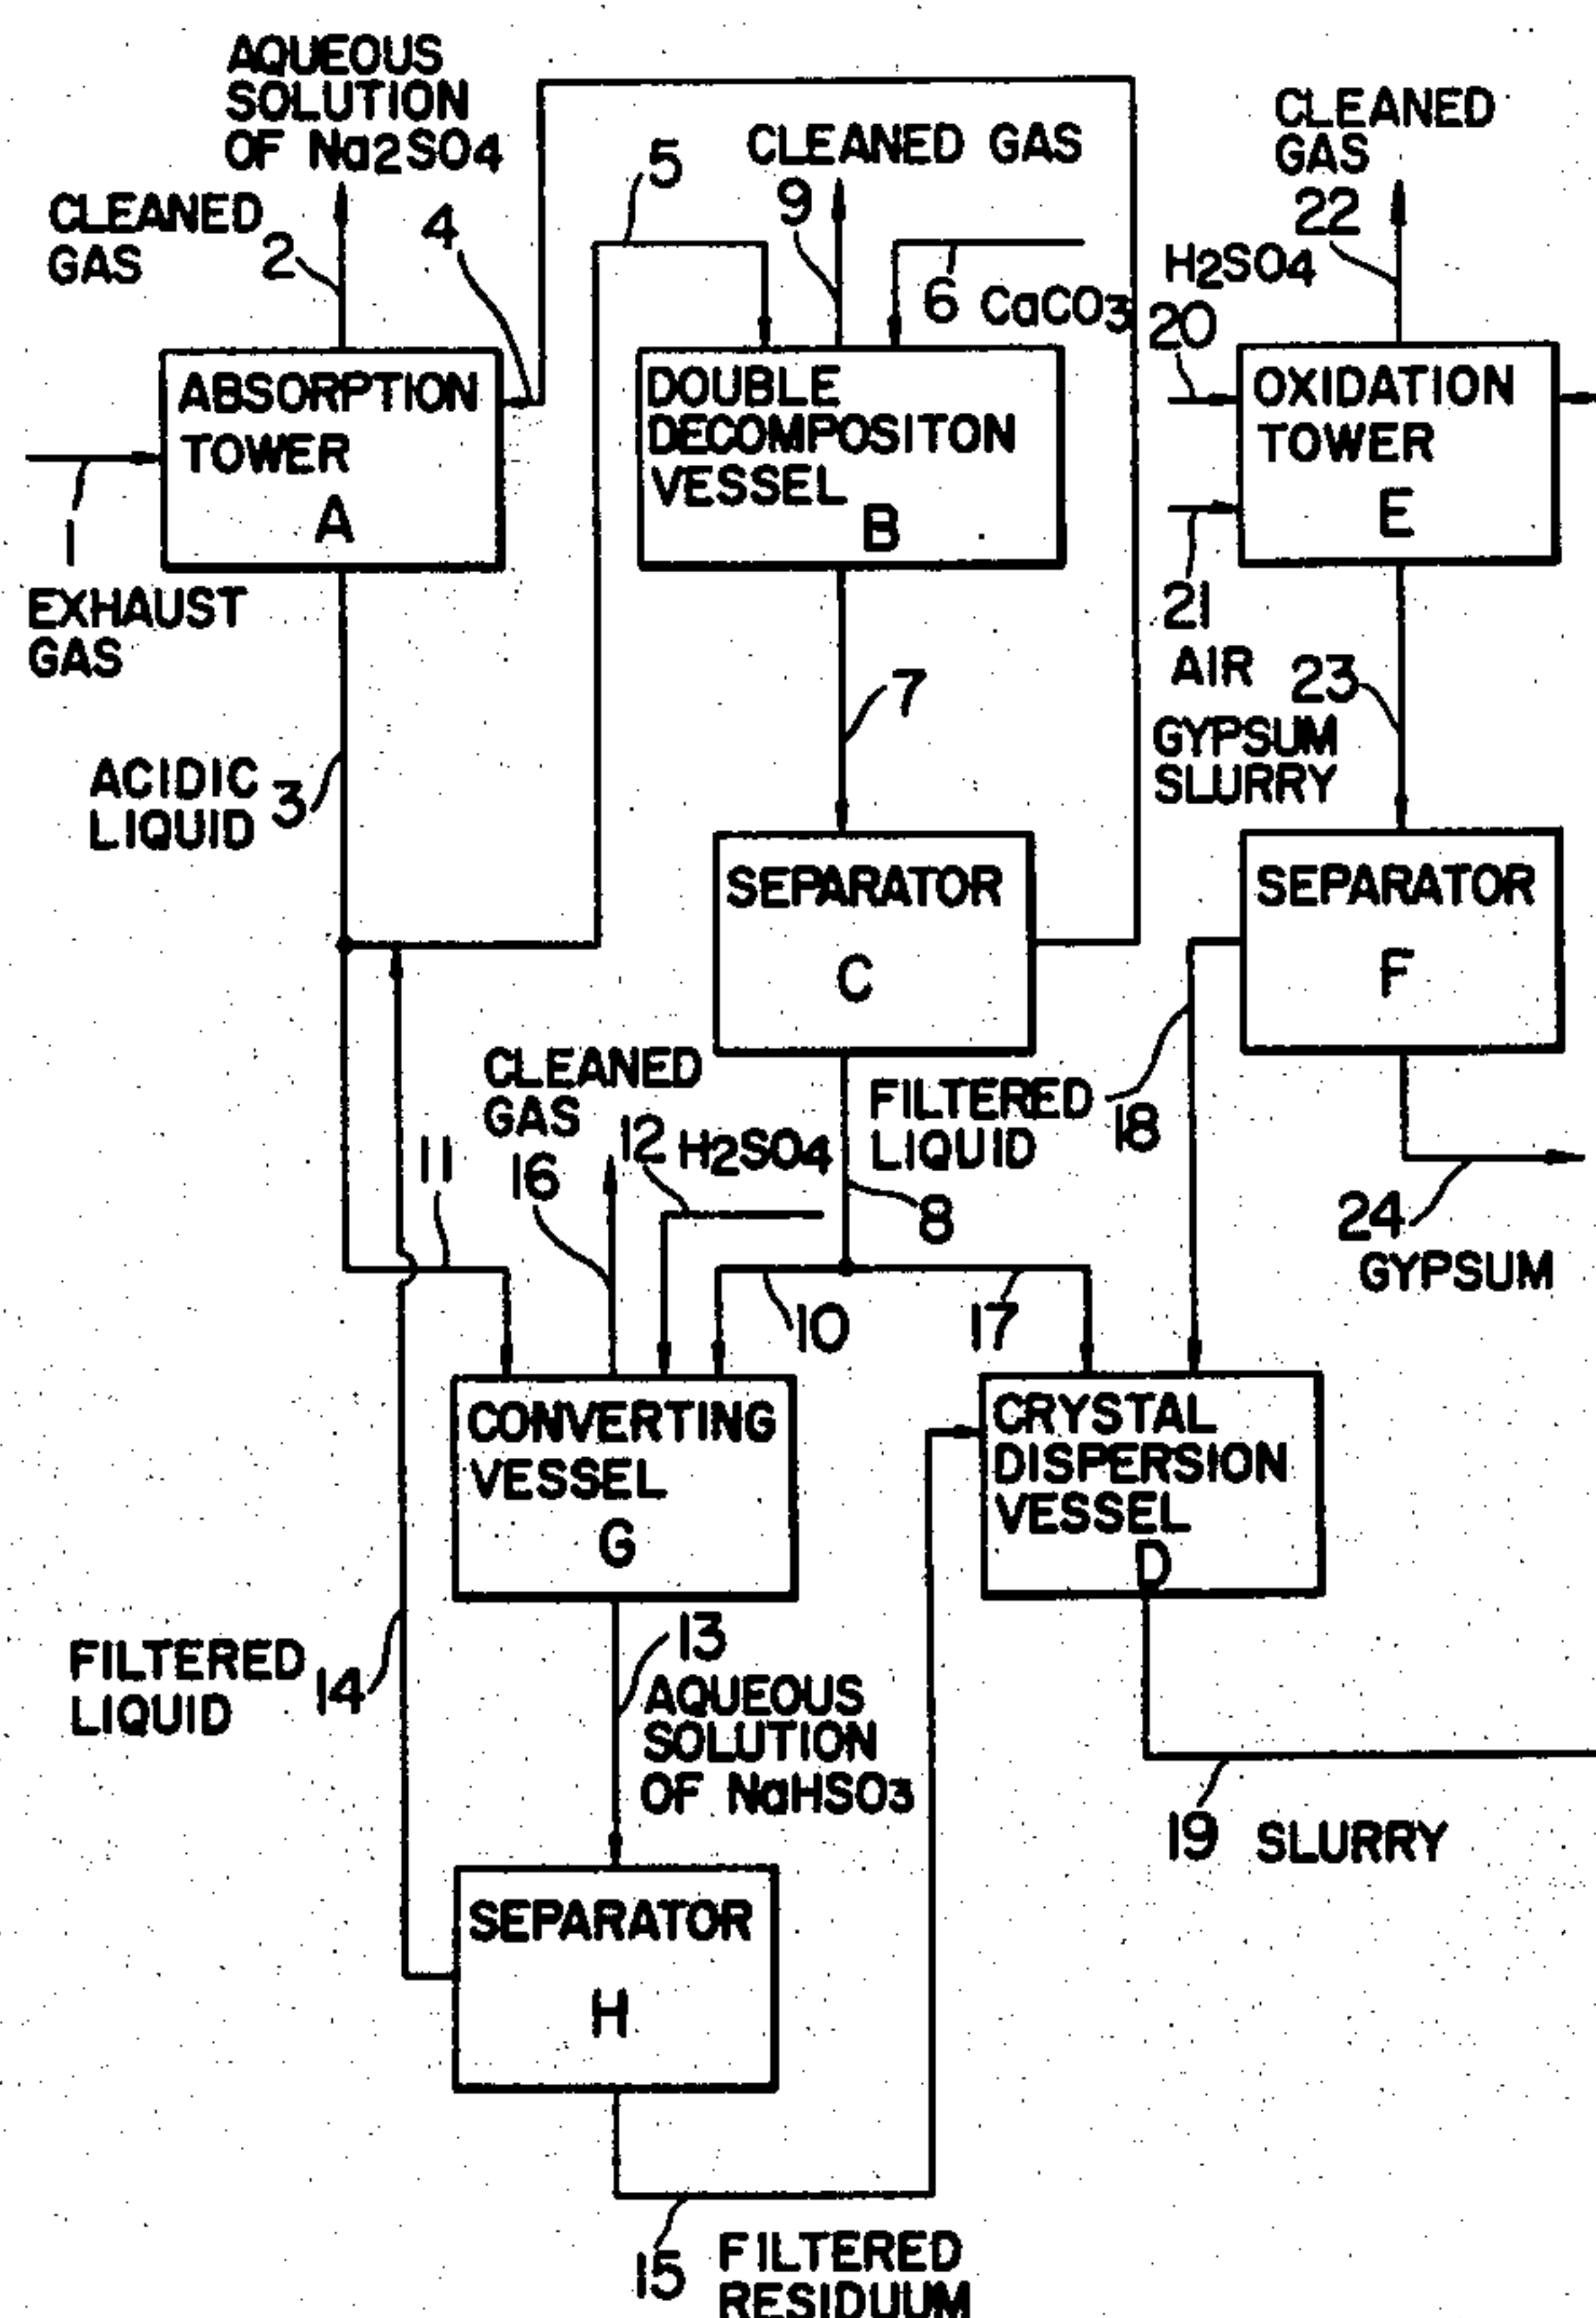 AQUEOUS
SOLUTION
OF Na2SO4
CLEANED
GAS
2
4
5
CLEANED GAS
9
6 CaCO3
CLEANED
GAS
22
H2SO4
20
ABSORPTION
TOWER
A
DOUBLE
DECOMPOSITON
VESSEL
B
OXIDATION
TOWER
E
1
EXHAUST
GAS
21
AIR
23
GYPSUM
SLURRY
7
ACIDIC
LIQUID
3
SEPARATOR
C
SEPARATOR
F
CLEANED
GAS
16
11
12 H2SO4
FILTERED
LIQUID
8
18
24
GYPSUM
10
17
CONVERTING
VESSEL
G
CRYSTAL
DISPERSION
VESSEL
D
FILTERED
LIQUID
14
13
AQUEOUS
SOLUTION
OF NaHSO3
19 SLURRY
SEPARATOR
H
15
FILTERED
RESIDUUM